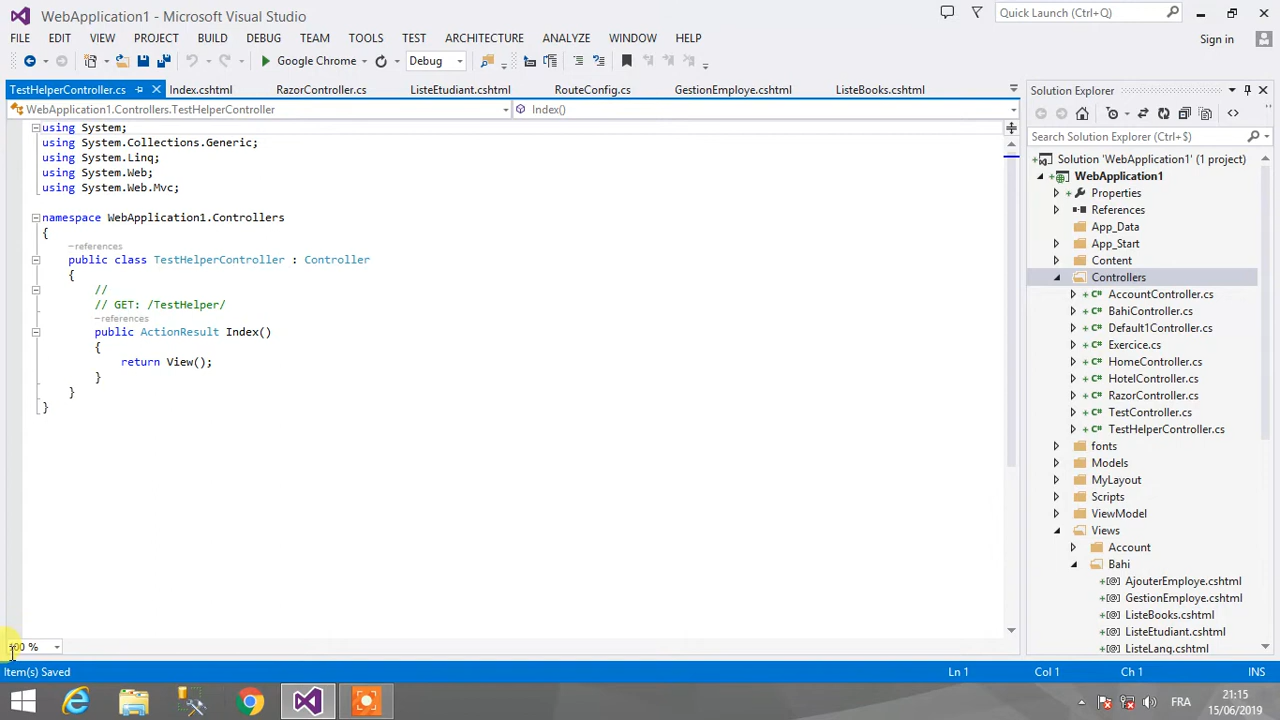 WebApplication1 - Microsoft Visual Studio
Quick Launch (Ctrl+Q)
FILE EDIT VIEW PROJECT BUILD DEBUG TEAM TOOLS TEST ARCHITECTURE ANALYZE WINDOW HELP
Sign in
Google Chrome Debug
TestHelperController.cs Index.cshtml RazorController.cs ListeEtudiant.cshtml RouteConfig.cs GestionEmploye.cshtml ListeBooks.cshtml
WebApplication1.Controllers.TestHelperController Index()
using System;
using System.Collections.Generic;
using System.Linq;
using System.Web;
using System.Web.Mvc;
namespace WebApplication1.Controllers
{
-references
public class TestHelperController : Controller
{
//
// GET: /TestHelper/
-references
public ActionResult Index()
{
return View();
}
}
}
100 %
Solution Explorer
Search Solution Explorer (Ctrl+$)
Solution 'WebApplication1' (1 project)
WebApplication1
Properties
References
App_Data
App_Start
Content
Controllers
AccountController.cs
BahiController.cs
Default1Controller.cs
Exercice.cs
HomeController.cs
HotelController.cs
RazorController.cs
TestController.cs
TestHelperController.cs
fonts
Models
MyLayout
Scripts
ViewModel
Views
Account
Bahi
AjouterEmploye.cshtml
GestionEmploye.cshtml
ListeBooks.cshtml
ListeEtudiant.cshtml
ListeLang.cshtml
Item(s) Saved Ln 1 Col 1 Ch 1 INS
FRA
21:15
15/06/2019